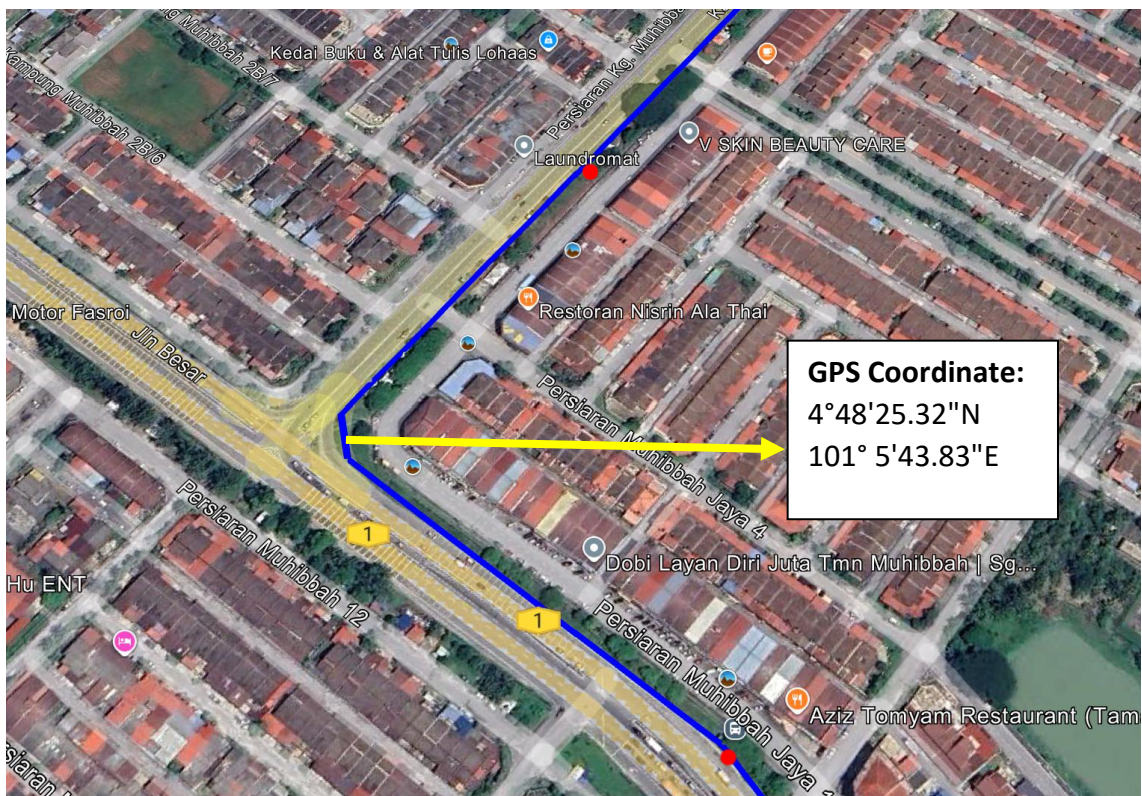 Kampung Muhibbah 2B/7
Kedai Buku & Alat Tulis Lohaas
Persiaran Kg. Muhibbah
Kampung Muhibbah 2B/6
Laundromat
V SKIN BEAUTY CARE
Motor Fasroi
Jln Besar
Restoran Nisrin Ala Thai
GPS Coordinate:
4°48'25.32"N
101° 5'43.83"E
Persiaran Muhibbah Jaya 4
Persiaran Muhibbah 12
1
Hu ENT
Dobi Layan Diri Juta Tmn Muhibbah | Sg...
1
Persiaran Muhibbah Jaya 1
Aziz Tomyam Restaurant (Tam